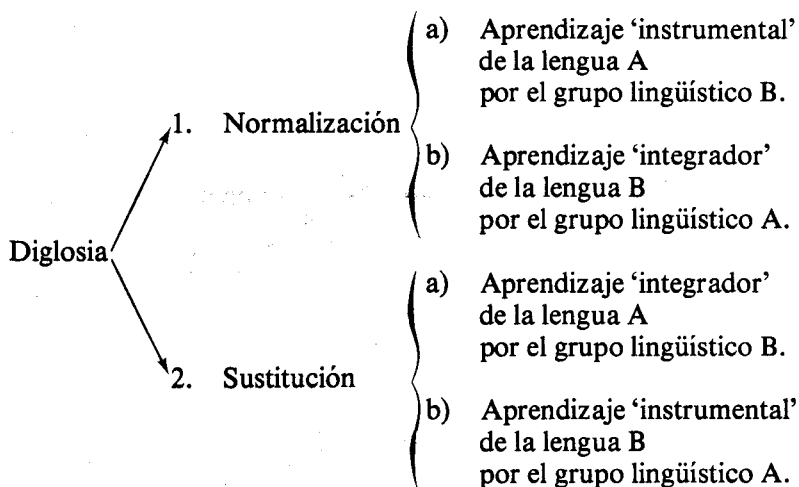 a) Aprendizaje ‘instrumental’
de la lengua A
por el grupo lingüístico B.
1. Normalización
b) Aprendizaje ‘integrador’
de la lengua B
por el grupo lingüístico A.
Diglosia
a) Aprendizaje ‘integrador’
de la lengua A
por el grupo lingüístico B.
2. Sustitución
b) Aprendizaje ‘instrumental’
de la lengua B
por el grupo lingüístico A.